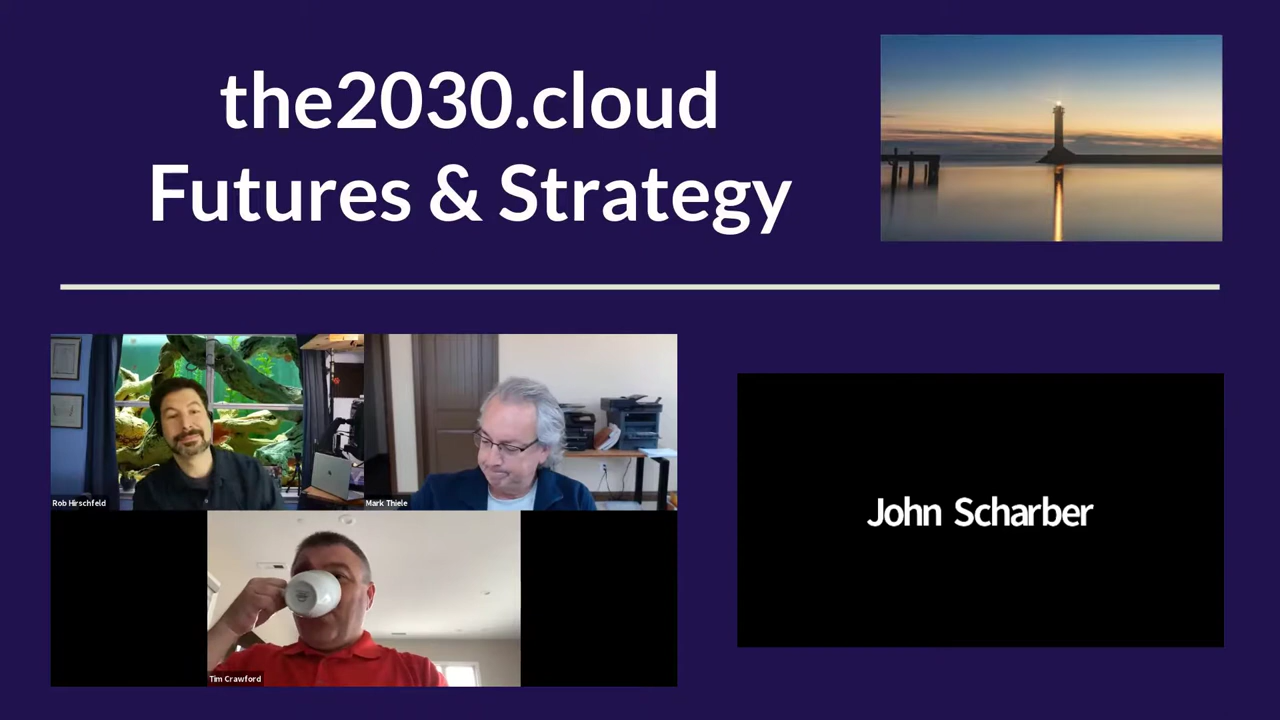 the2030.cloud
Futures & Strategy
Rob Hirschfeld
Mark Thiele
John Scharber
Tim Crawford